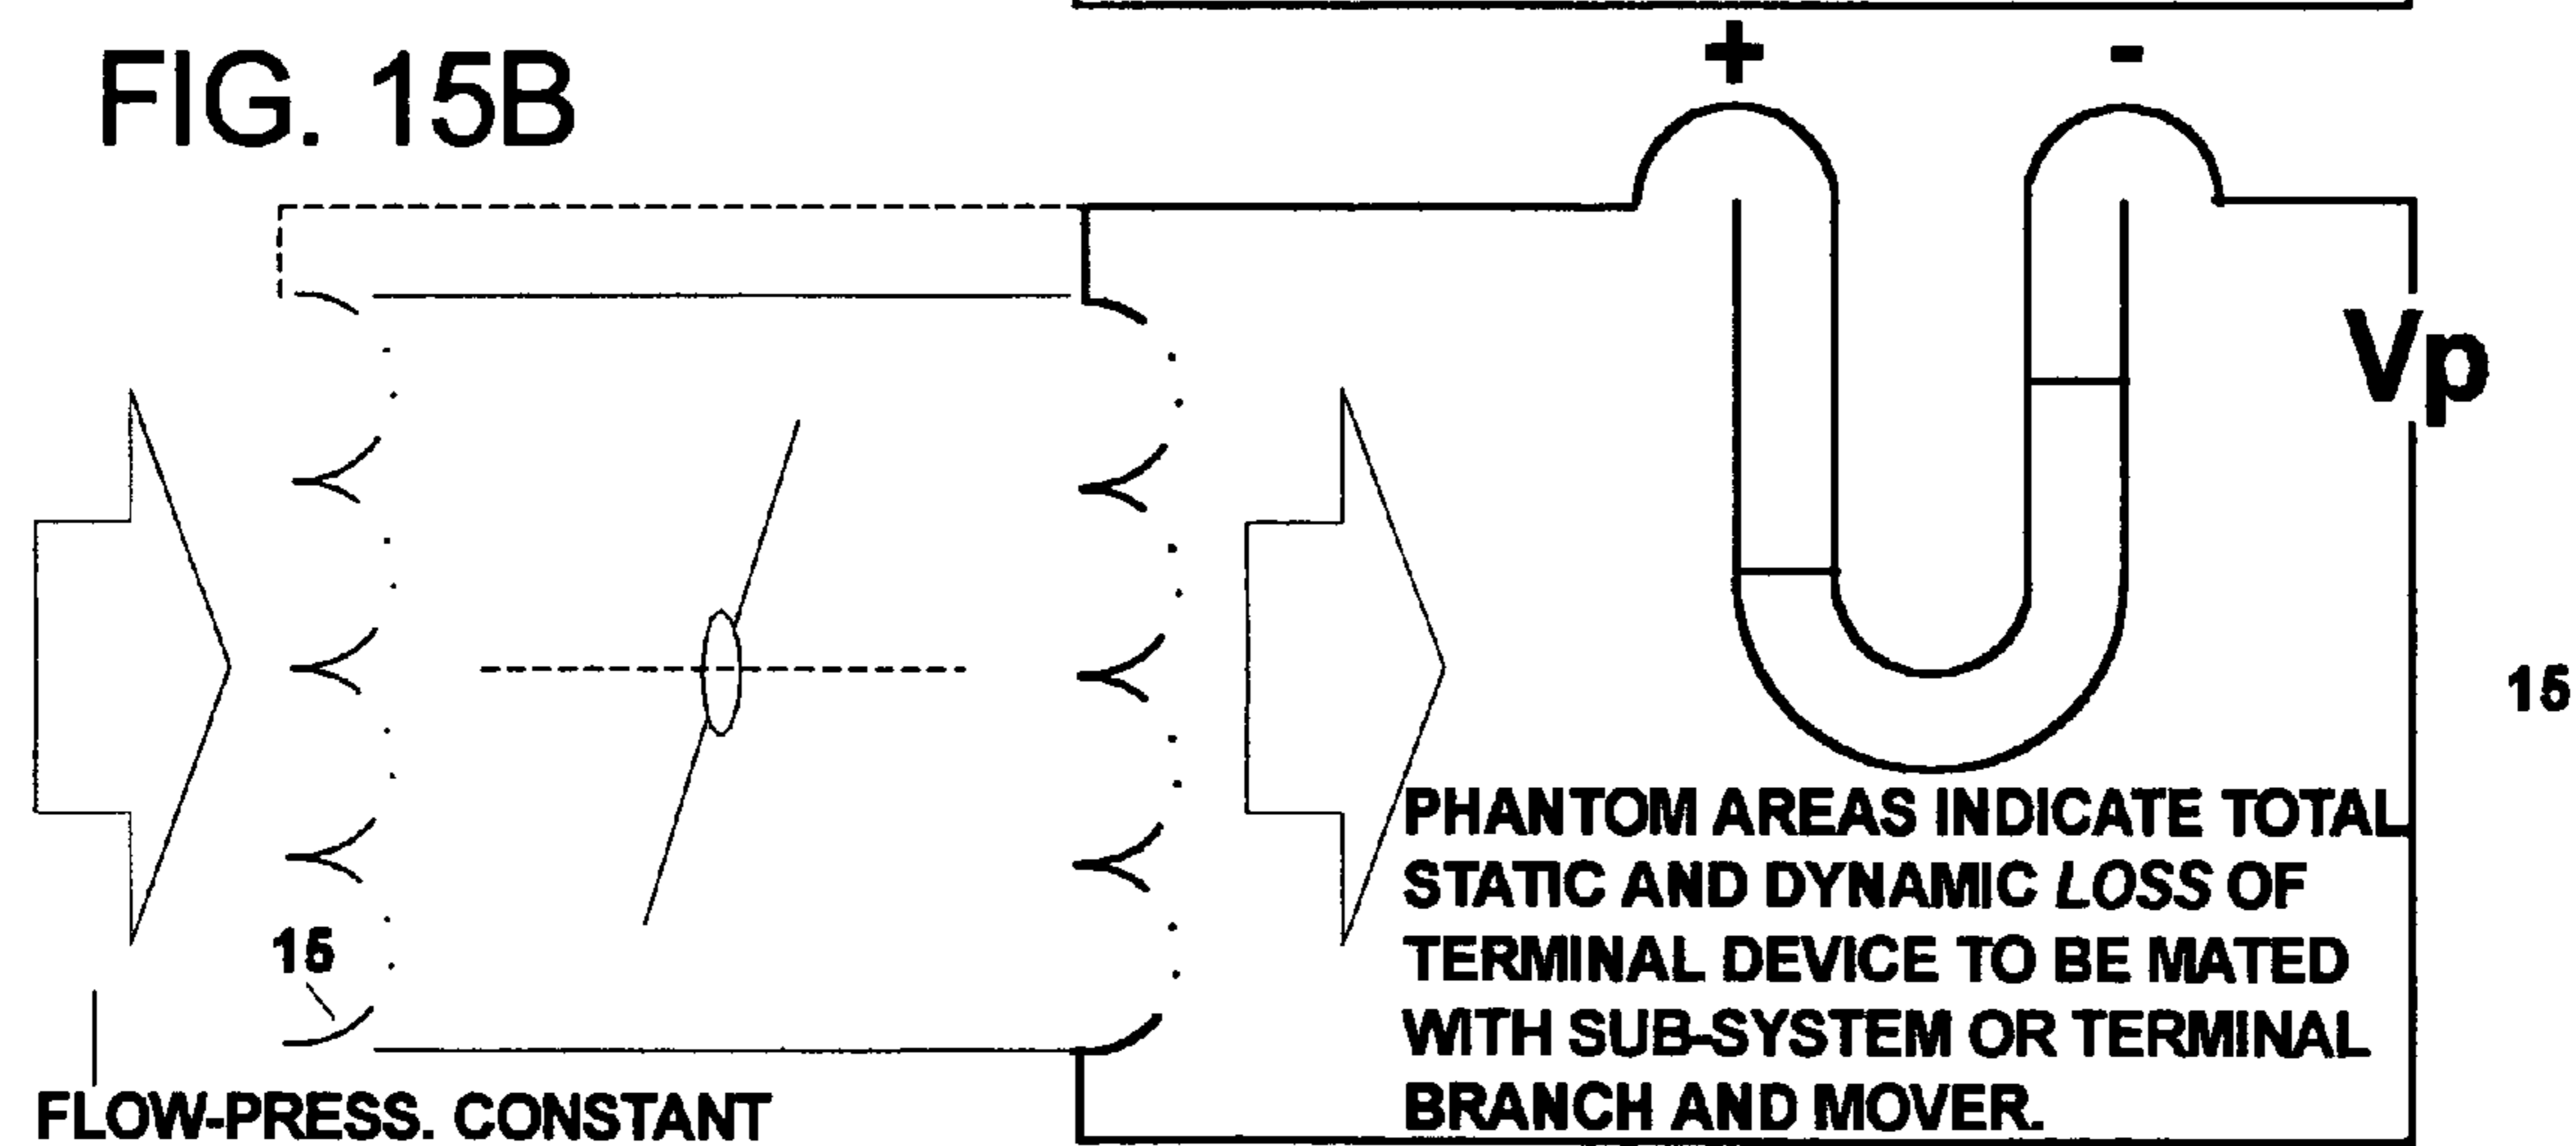 FIG. 15B
+ -
Vp
15
15
PHANTOM AREAS INDICATE TOTAL
STATIC AND DYNAMIC LOSS OF
TERMINAL DEVICE TO BE MATED
WITH SUB-SYSTEM OR TERMINAL
BRANCH AND MOVER.
FLOW-PRESS. CONSTANT